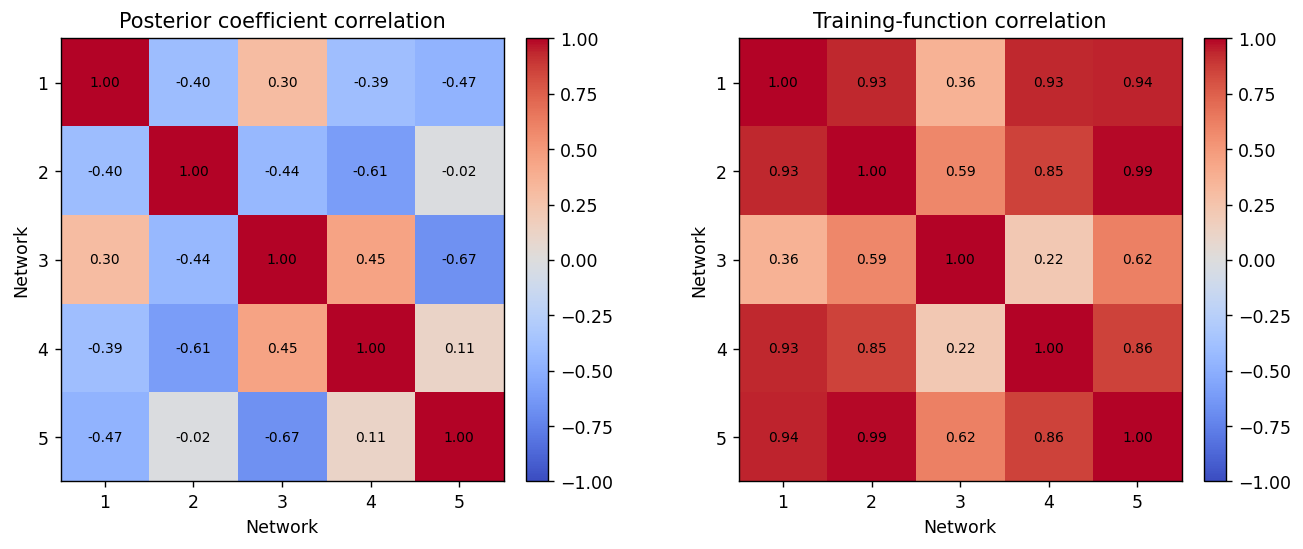 Posterior coefficient correlation
1 1.00 -0.40 0.30 -0.39 -0.47
2 -0.40 1.00 -0.44 -0.61 -0.02
3 0.30 -0.44 1.00 0.45 -0.67
4 -0.39 -0.61 0.45 1.00 0.11
5 -0.47 -0.02 -0.67 0.11 1.00
1 2 3 4 5
Network
Network
1.00
0.75
0.50
0.25
0.00
−0.25
−0.50
−0.75
−1.00
Training-function correlation
1 1.00 0.93 0.36 0.93 0.94
2 0.93 1.00 0.59 0.85 0.99
3 0.36 0.59 1.00 0.22 0.62
4 0.93 0.85 0.22 1.00 0.86
5 0.94 0.99 0.62 0.86 1.00
1 2 3 4 5
Network
Network
1.00
0.75
0.50
0.25
0.00
−0.25
−0.50
−0.75
−1.00